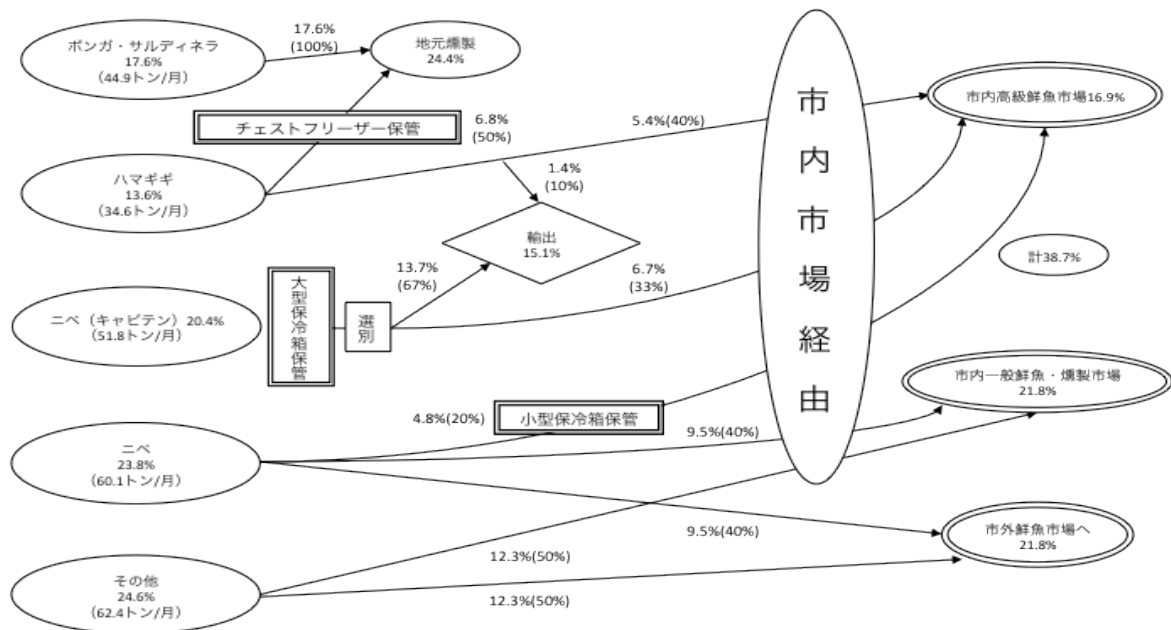 ボンガ・サルディネラ
17.6%
(44.9トン/月)
17.6%
(100%)
地元燻製
24.4%
チェストフリーザー保管
6.8%
(50%)
5.4%(40%)
市内高級鮮魚市場16.9%
ハマギギ
13.6%
(34.6トン/月)
1.4%
(10%)
輸出
15.1%
市内市場経由
計38.7%
13.7%
(67%)
6.7%
(33%)
大型保冷箱保管
選別
ニベ（キャピテン）20.4%
(51.8トン/月)
市内一般鮮魚・燻製市場
21.8%
4.8%(20%)
小型保冷箱保管
9.5%(40%)
ニベ
23.8%
(60.1トン/月)
9.5%(40%)
市外鮮魚市場へ
21.8%
12.3%(50%)
その他
24.6%
(62.4トン/月)
12.3%(50%)